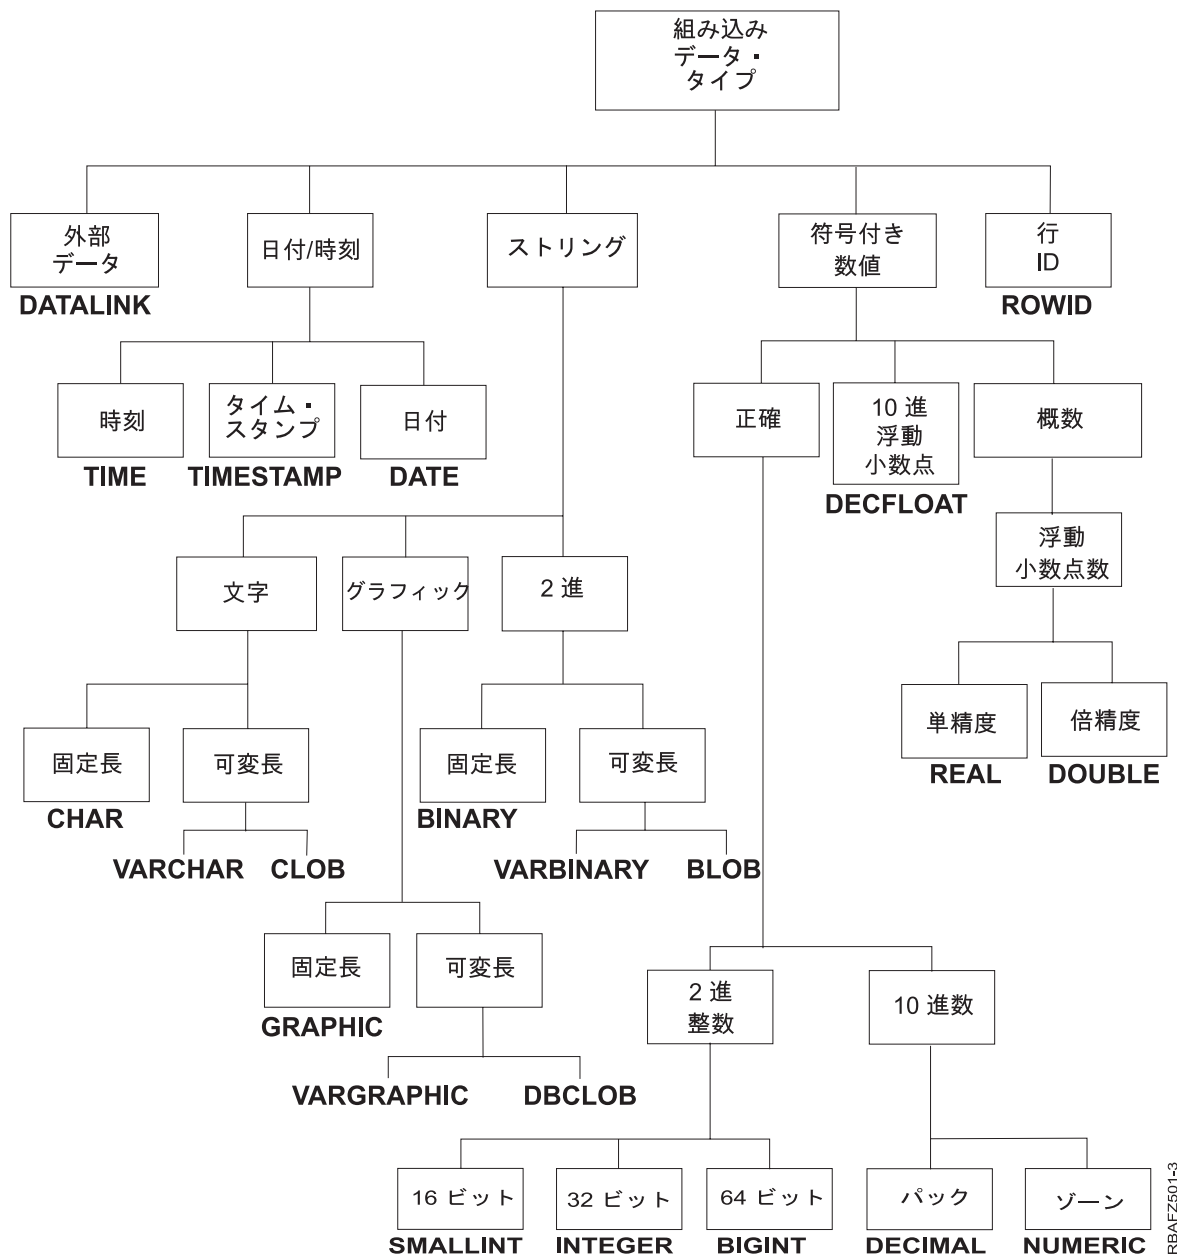 組み込み
データ・
タイプ
外部
データ
DATALINK
日付/時刻
ストリング
符号付き
数値
行
ID
ROWID
時刻
TIME
タイム・
スタンプ
TIMESTAMP
日付
DATE
正確
10 進
浮動
小数点
DECFLOAT
概数
浮動
小数点数
文字
グラフィック
2 進
単精度
REAL
倍精度
DOUBLE
固定長
CHAR
可変長
VARCHAR
CLOB
固定長
BINARY
可変長
VARBINARY
BLOB
固定長
GRAPHIC
可変長
VARGRAPHIC
DBCLOB
2 進
整数
10 進数
16 ビット
SMALLINT
32 ビット
INTEGER
64 ビット
BIGINT
パック
DECIMAL
ゾーン
NUMERIC
RBAFZ501-3